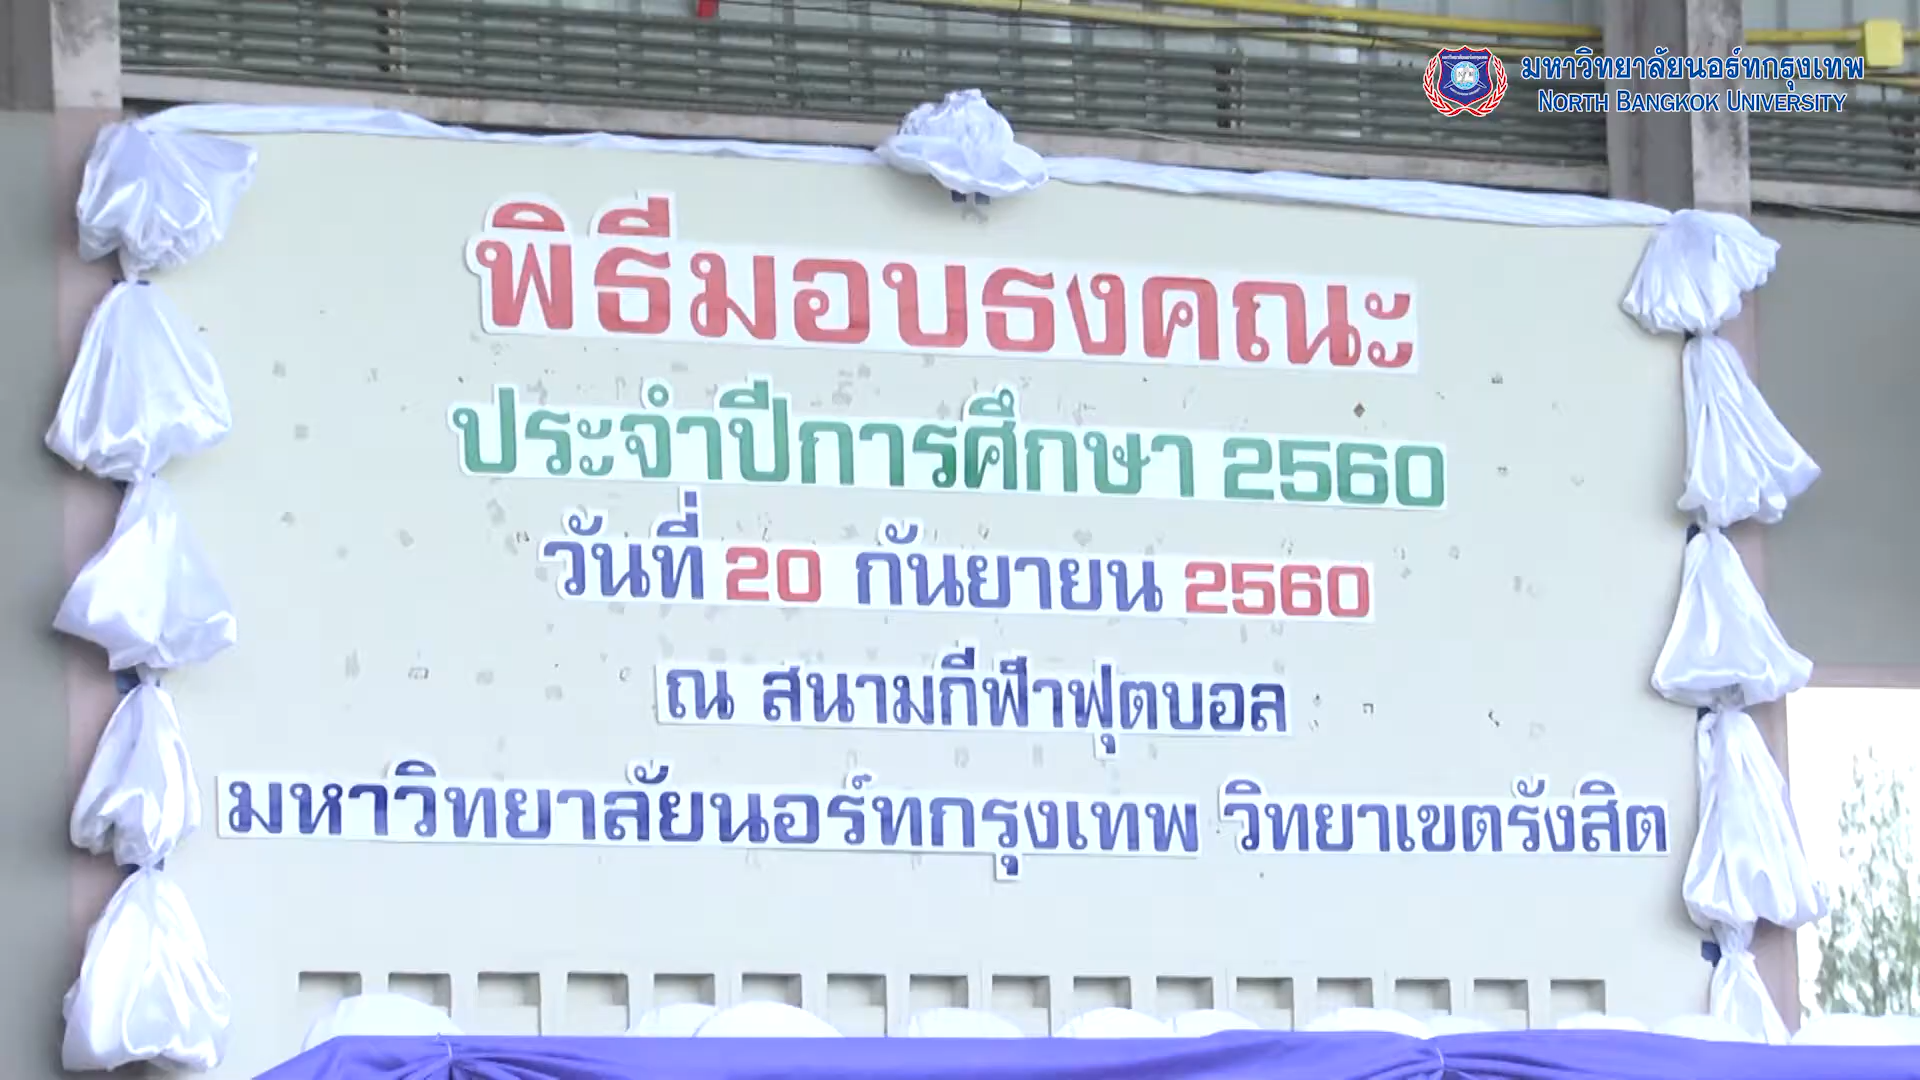 มหาวิทยาลัยนอร์ทกรุงเทพ
NORTH BANGKOK UNIVERSITY
พิธีมอบธงคณะ
ประจำปีการศึกษา 2560
วันที่ 20 กันยายน 2560
ณ สนามกีฬาฟุตบอล
มหาวิทยาลัยนอร์ทกรุงเทพ วิทยาเขตรังสิต